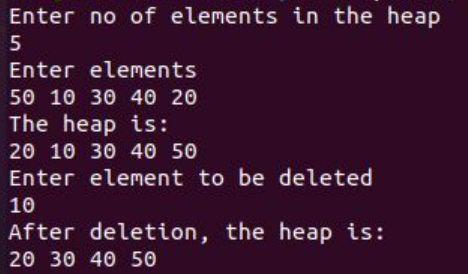 Enter no of elements in the heap
5
Enter elements
50 10 30 40 20
The heap is:
20 10 30 40 50
Enter element to be deleted
10
After deletion, the heap is:
20 30 40 50